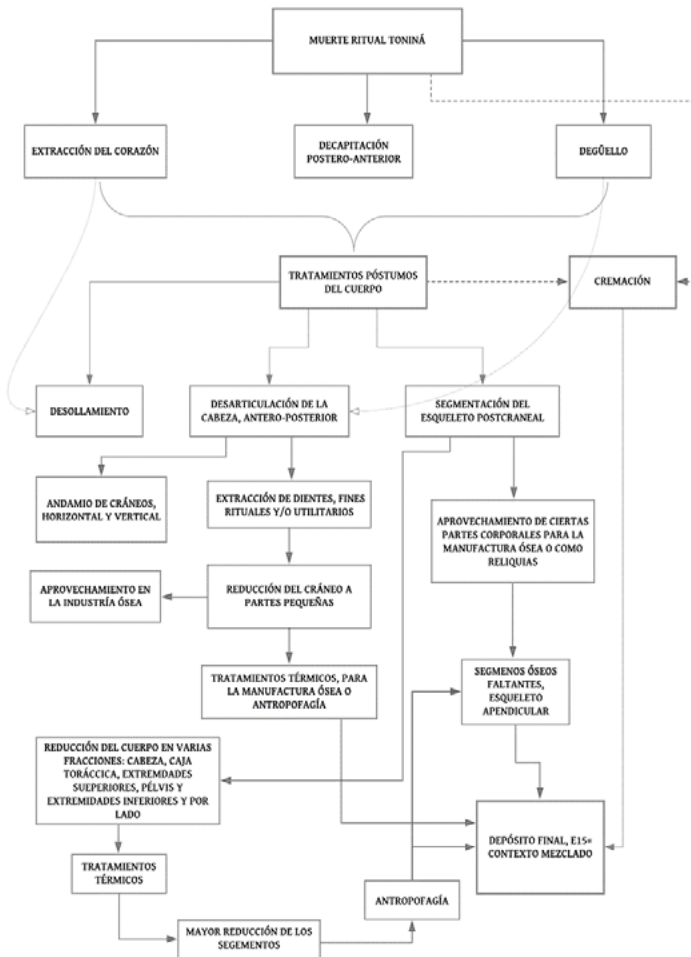 MUERTE RITUAL TONINÁ
EXTRACCIÓN DEL CORAZÓN
DECAPITACIÓN
POSTERO-ANTERIOR
DEGÜELLO
TRATAMIENTOS PÓSTUMOS
DEL CUERPO
CREMACIÓN
DESOLLAMIENTO
DESARTICULACIÓN DE LA
CABEZA, ANTERO-POSTERIOR
SEGMENTACIÓN DEL
ESQUELETO POSTCRANEAL
ANDAMIO DE CRÁNEOS,
HORIZONTAL Y VERTICAL
EXTRACCIÓN DE DIENTES, FINES
RITUALES Y/O UTILITARIOS
APROVECHAMIENTO DE CIERTAS
PARTES CORPORALES PARA LA
MANUFACTURA ÓSEA O COMO
RELIQUIAS
APROVECHAMIENTO EN
LA INDUSTRÍA ÓSEA
REDUCCIÓN DEL CRÁNEO A
PARTES PEQUEÑAS
TRATAMIENTOS TÉRMICOS, PARA
LA MANUFACTURA ÓSEA O
ANTROPOFAGÍA
SEGMENOS ÓSEOS
FALTANTES,
ESQUELETO
APENDICULAR
REDUCCIÓN DEL CUERPO EN VARIAS
FRACCIONES: CABEZA, CAJA
TORÁCCICA, EXTREMDADES
SUEPERIORES, PÉLVIS Y
EXTREMIDADES INFERIORES Y POR
LADO
DEPÓSITO FINAL, E15=
CONTEXTO MEZCLADO
TRATAMIENTOS
TÉRMICOS
ANTROPOFAGÍA
MAYOR REDUCCIÓN DE LOS
SEGEMENTOS